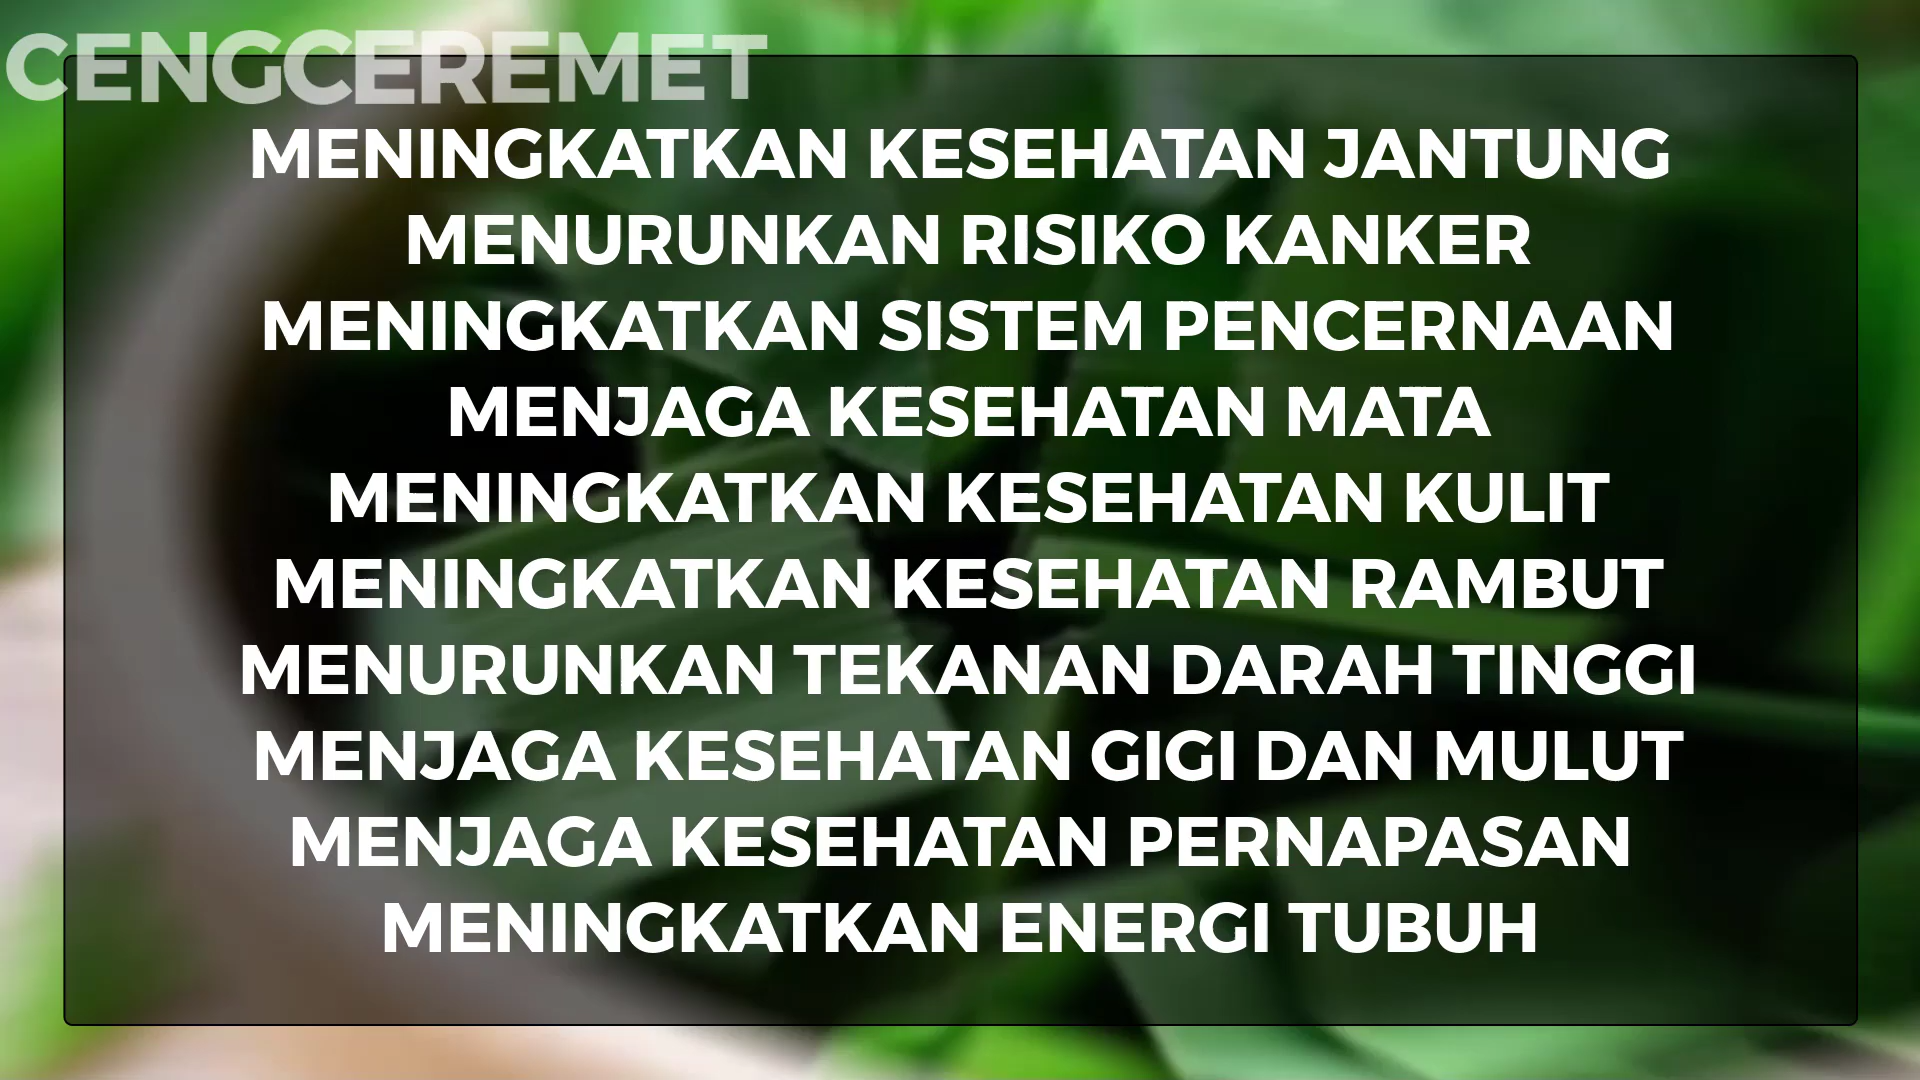 CENGCEREMET
MENINGKATKAN KESEHATAN JANTUNG
MENURUNKAN RISIKO KANKER
MENINGKATKAN SISTEM PENCERNAAN
MENJAGA KESEHATAN MATA
MENINGKATKAN KESEHATAN KULIT
MENINGKATKAN KESEHATAN RAMBUT
MENURUNKAN TEKANAN DARAH TINGGI
MENJAGA KESEHATAN GIGI DAN MULUT
MENJAGA KESEHATAN PERNAPASAN
MENINGKATKAN ENERGI TUBUH